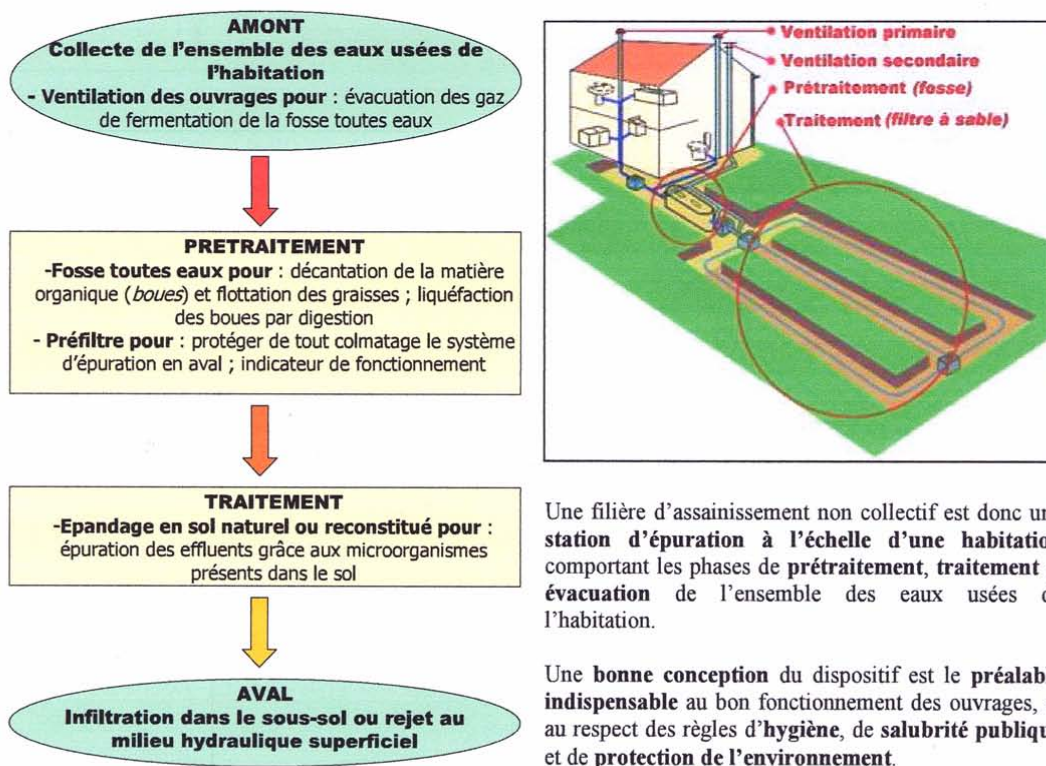 AMONT
Collecte de l'ensemble des eaux usées de
l'habitation
- Ventilation des ouvrages pour : évacuation des gaz
de fermentation de la fosse toutes eaux
PRETRAITEMENT
-Fosse toutes eaux pour : décantation de la matière
organique (boues) et flottation des graisses ; liquéfaction
des boues par digestion
- Préfiltre pour : protéger de tout colmatage le système
d'épuration en aval ; indicateur de fonctionnement
TRAITEMENT
-Epandage en sol naturel ou reconstitué pour :
épuration des effluents grâce aux microorganismes
présents dans le sol
AVAL
Infiltration dans le sous-sol ou rejet au
milieu hydraulique superficiel
Ventilation primaire
Ventilation secondaire
Prétraitement (fosse)
Traitement (filtre à sable)
Une filière d'assainissement non collectif est donc un
station d'épuration à l'échelle d'une habitation
comportant les phases de prétraitement, traitement
évacuation de l'ensemble des eaux usées d
l'habitation.
Une bonne conception du dispositif est le préalab
indispensable au bon fonctionnement des ouvrages,
au respect des règles d'hygiène, de salubrité publiqu
et de protection de l'environnement.